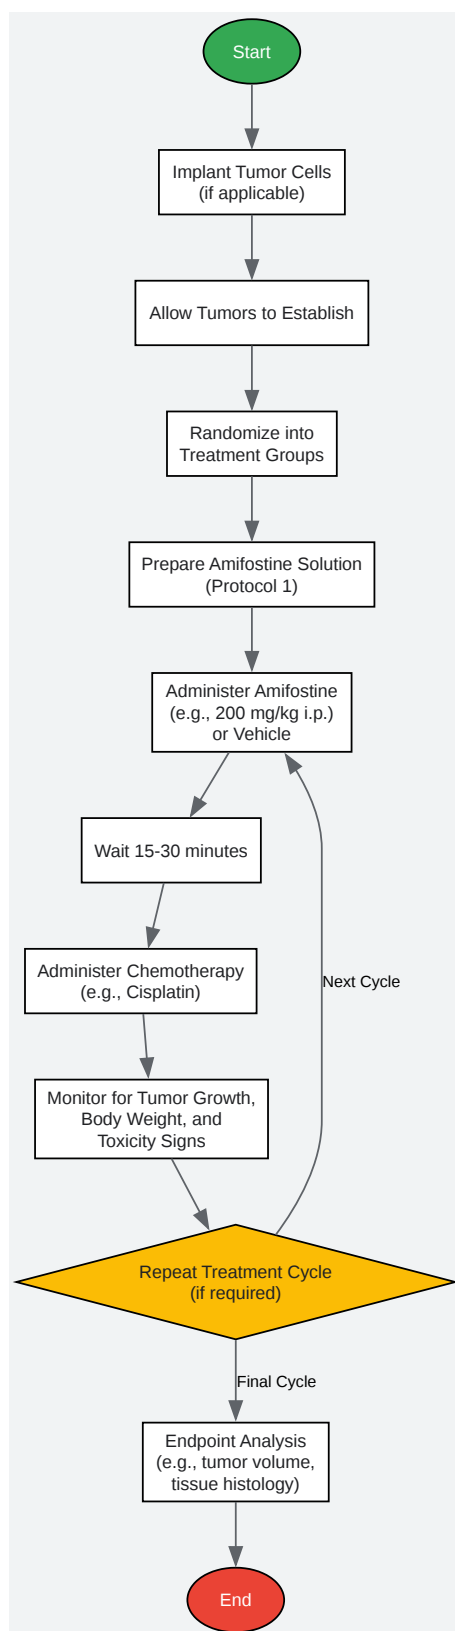 Start
Implant Tumor Cells
(if applicable)
Allow Tumors to Establish
Randomize into
Treatment Groups
Prepare Amifostine Solution
(Protocol 1)
Administer Amifostine
(e.g., 200 mg/kg i.p.)
or Vehicle
Wait 15-30 minutes
Administer Chemotherapy
(e.g., Cisplatin)
Next Cycle
Monitor for Tumor Growth,
Body Weight, and
Toxicity Signs
Repeat Treatment Cycle
(if required)
Final Cycle
Endpoint Analysis
(e.g., tumor volume,
tissue histology)
End